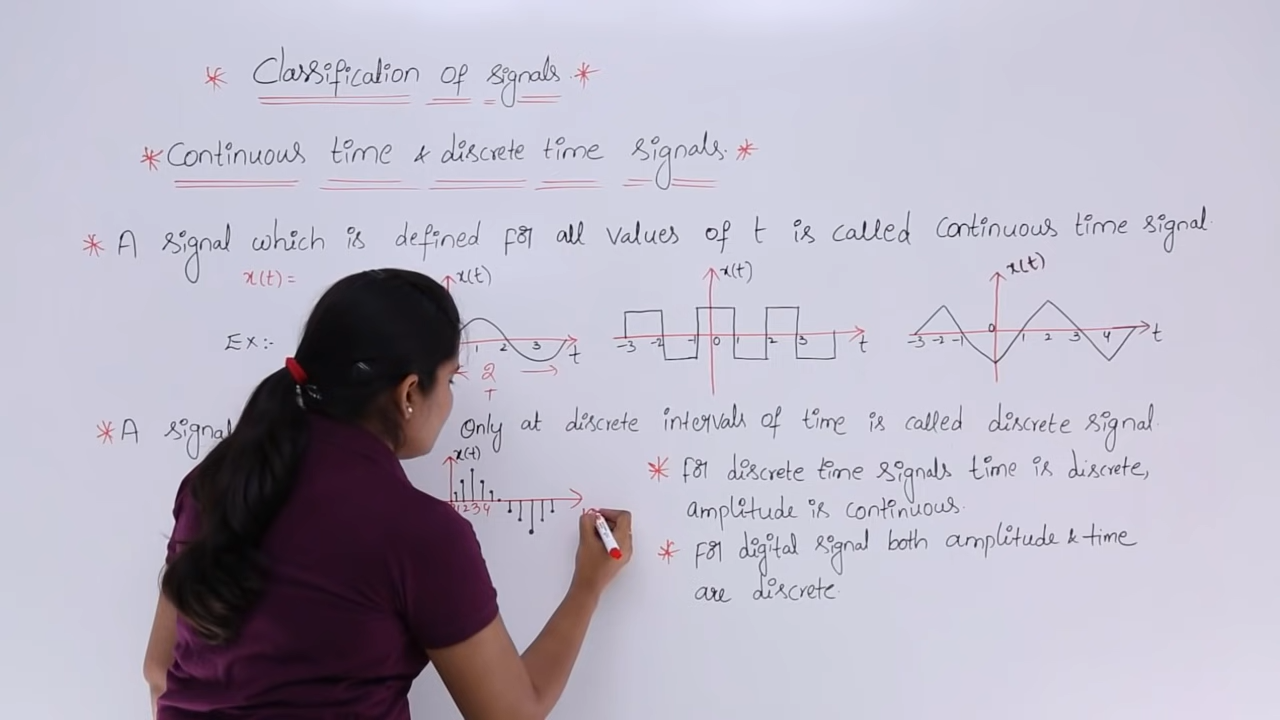 * Classification of signals. *
* Continuous time & discrete time signals. *
* A signal which is defined for all values of t is called continuous time signal.
x(t) =
Ex:-
x(t)
1 2 3 t
2
T
x(t)
-3 -2 -1 0 1 2 3 t
x(t)
-3 -2 -1 0 1 2 3 4 t
* A signal Only at discrete intervals of time is called discrete signal.
x(t)
1 2 3 4
* for discrete time signals time is discrete,
amplitude is continuous.
* for digital signal both amplitude & time
are discrete.